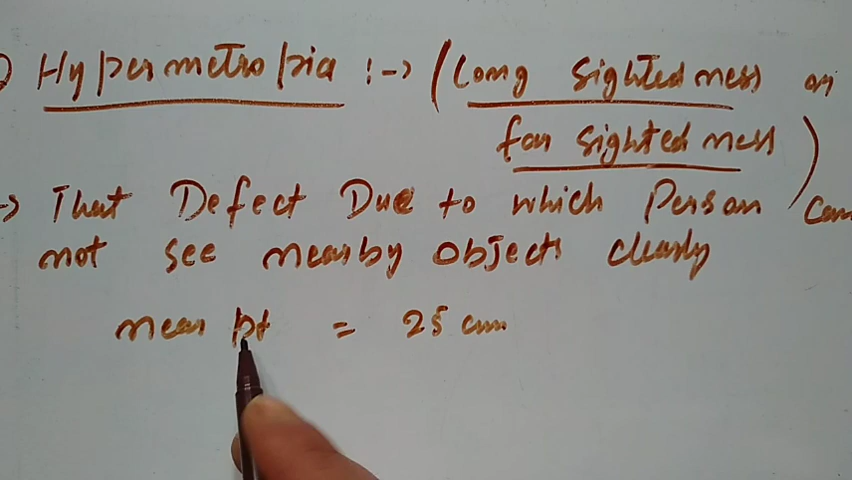 ) Hypermetropia :-> (Long Sightedness or
far sightedness)
-> That Defect Due to which Person Can
not see nearby objects clearly
near pt = 25 cm